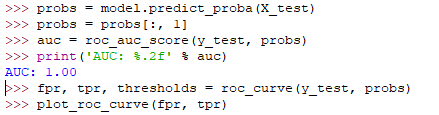 >>> probs = model.predict_proba(X_test)
>>> probs = probs[:, 1]
>>> auc = roc_auc_score(y_test, probs)
>>> print('AUC: %.2f' % auc)
AUC: 1.00
>>> fpr, tpr, thresholds = roc_curve(y_test, probs)
>>> plot_roc_curve(fpr, tpr)